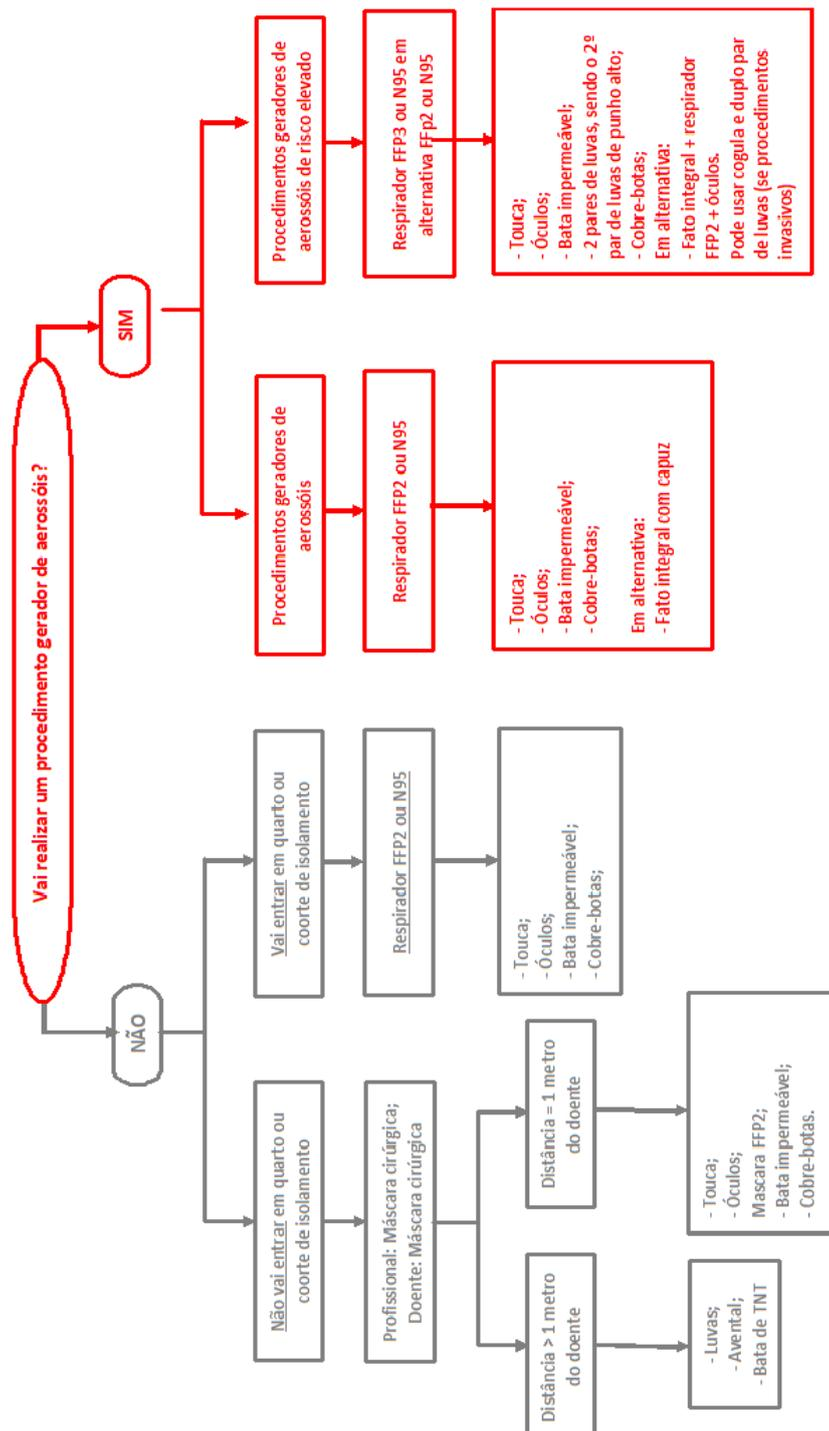 Vai realizar um procedimento gerador de aerossóis?
NÃO
SIM
Não vai entrar em quarto ou
coorte de isolamento
Vai entrar em quarto ou
coorte de isolamento
Procedimentos geradores de
aerossóis
Procedimentos geradores de
aerossóis de risco elevado
Profissional: Máscara cirúrgica;
Doente: Máscara cirúrgica
Respirador FFP2 ou N95
Respirador FFP2 ou N95
Respirador FFP3 ou N95 em
alternativa FFp2 ou N95
Distância > 1 metro
do doente
Distância = 1 metro
do doente
- Touca;
- Óculos;
- Bata impermeável;
- Cobre-botas;
- Touca;
- Óculos;
- Bata impermeável;
- Cobre-botas;
Em alternativa:
- Fato integral com capuz
- Touca;
- Óculos;
- Bata impermeável;
- 2 pares de luvas, sendo o 2º
par de luvas de punho alto;
- Cobre-botas;
Em alternativa:
- Fato integral + respirador
FFP2 + óculos.
Pode usar cogula e duplo par
de luvas (se procedimentos
invasivos)
- Luvas;
- Avental;
- Bata de TNT
- Touca;
- Óculos;
Mascara FFP2;
- Bata impermeável;
- Cobre-botas.